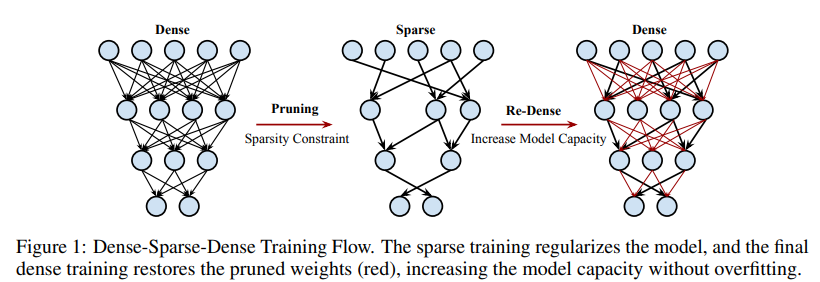 Dense
Sparse
Dense
Pruning
Sparsity Constraint
Re-Dense
Increase Model Capacity
Figure 1: Dense-Sparse-Dense Training Flow. The sparse training regularizes the model, and the final
dense training restores the pruned weights (red), increasing the model capacity without overfitting.